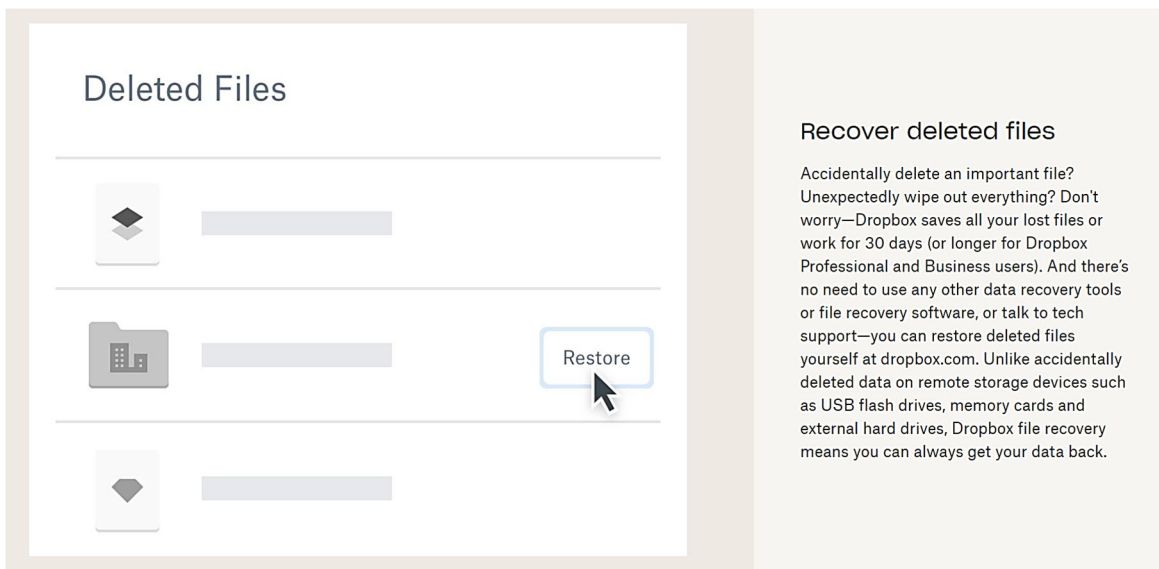 Deleted Files
Restore
Recover deleted files
Accidentally delete an important file?
Unexpectedly wipe out everything? Don't
worry—Dropbox saves all your lost files or
work for 30 days (or longer for Dropbox
Professional and Business users). And there's
no need to use any other data recovery tools
or file recovery software, or talk to tech
support—you can restore deleted files
yourself at dropbox.com. Unlike accidentally
deleted data on remote storage devices such
as USB flash drives, memory cards and
external hard drives, Dropbox file recovery
means you can always get your data back.